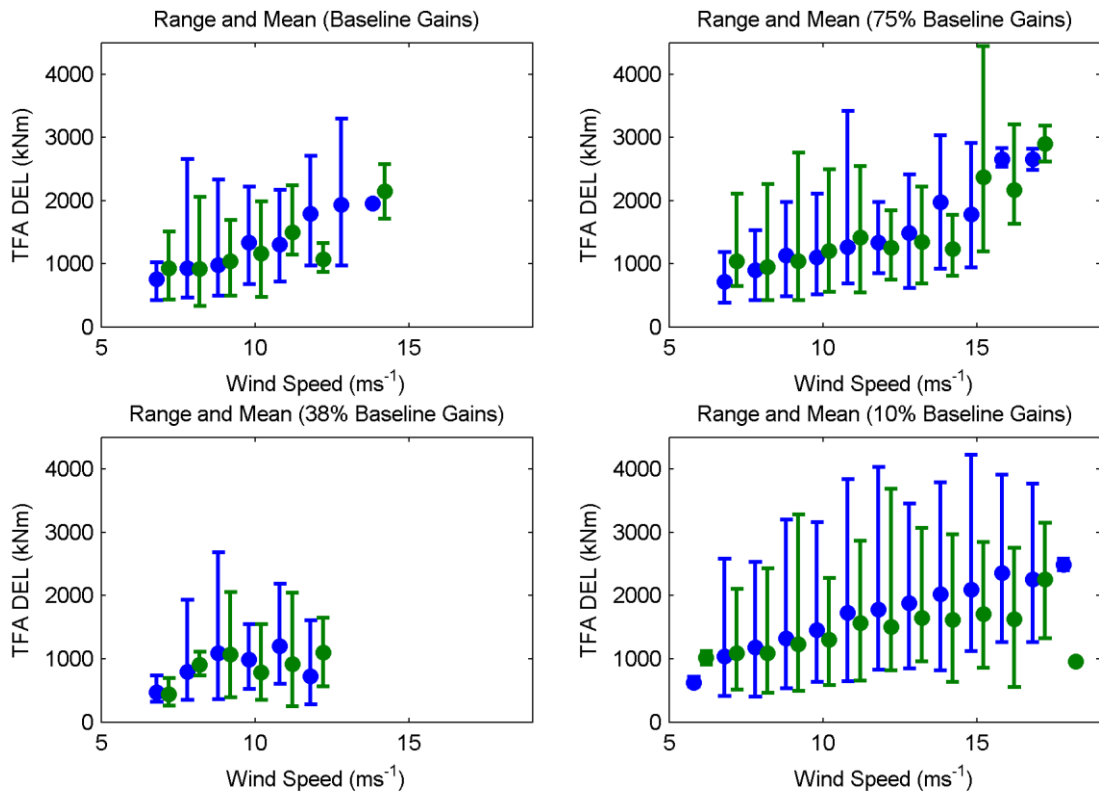 Range and Mean (Baseline Gains)
TFA DEL (kNm)
4000
3000
2000
1000
0
5
10
15
Wind Speed (ms⁻¹)
Range and Mean (75% Baseline Gains)
TFA DEL (kNm)
4000
3000
2000
1000
0
5
10
15
Wind Speed (ms⁻¹)
Range and Mean (38% Baseline Gains)
TFA DEL (kNm)
4000
3000
2000
1000
0
5
10
15
Wind Speed (ms⁻¹)
Range and Mean (10% Baseline Gains)
TFA DEL (kNm)
4000
3000
2000
1000
0
5
10
15
Wind Speed (ms⁻¹)